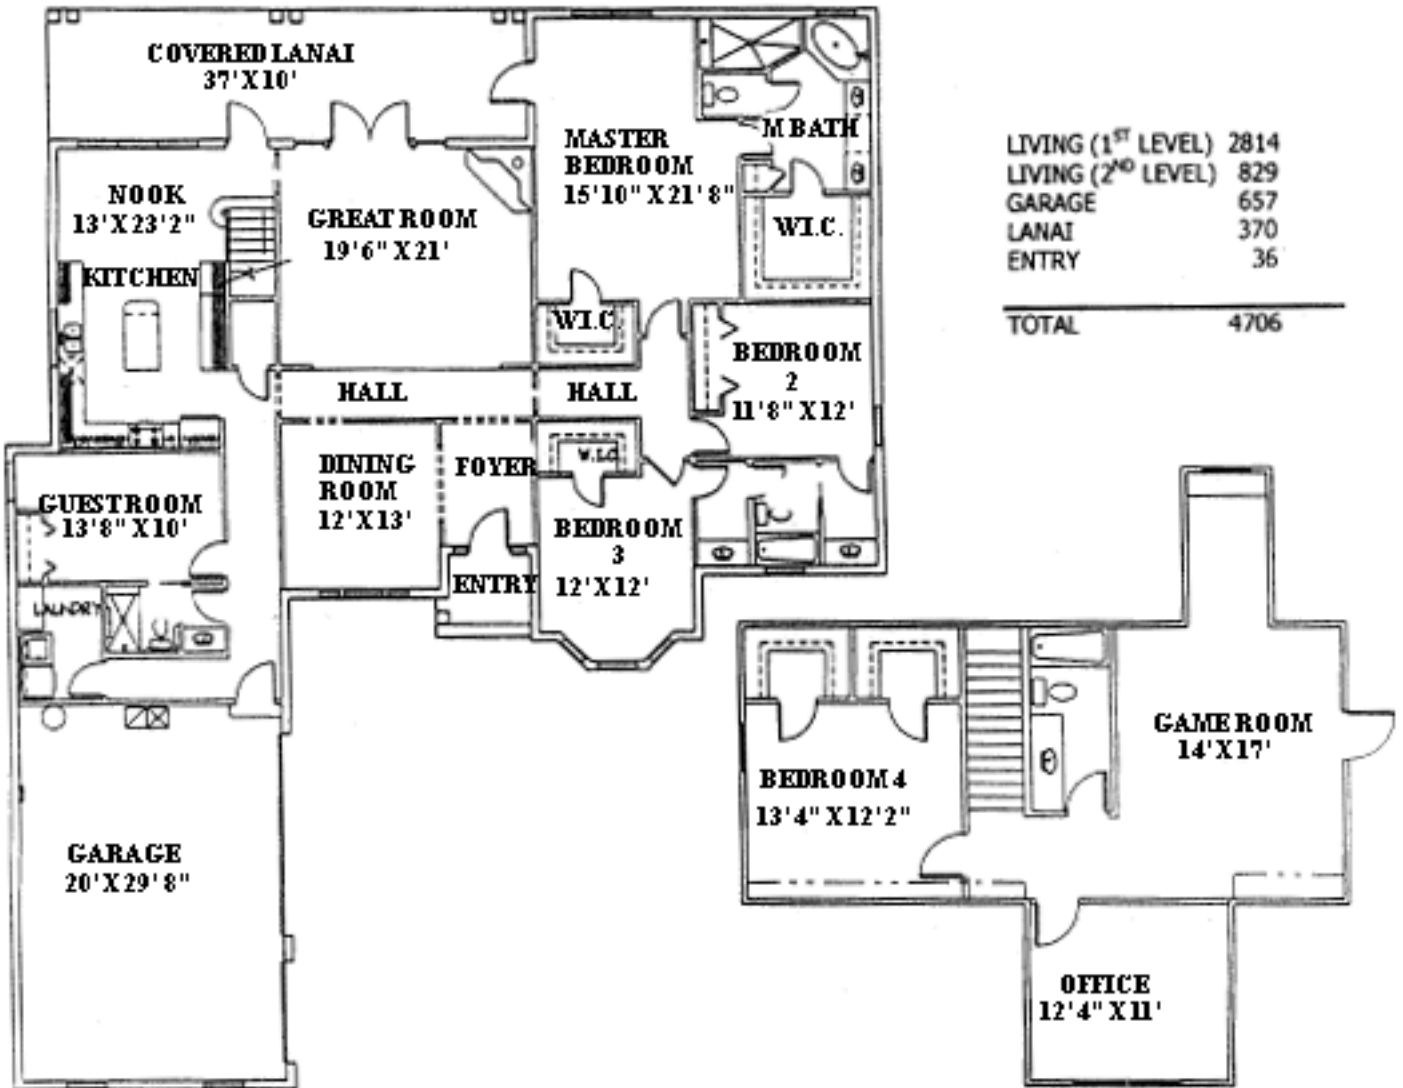 COVERED LANAI
37'X10'
NOOK
13'X23'2"
KITCHEN
GREAT ROOM
19'6" X21'
MASTER
BEDROOM
15'10" X21'8"
M BATH
W.I.C.
W.I.C.
BEDROOM
2
11'8" X12'
HALL
HALL
DINING
ROOM
12'X13'
FOYER
W.I.C.
GUESTROOM
13'8" X10'
BEDROOM
3
12'X12'
ENTRY
LAUNDRY
GARAGE
20'X29'8"
LIVING (1ST LEVEL) 2814
LIVING (2ND LEVEL) 829
GARAGE 657
LANAI 370
ENTRY 36
TOTAL 4706
GAME ROOM
14'X17'
BEDROOM 4
13'4" X12'2"
OFFICE
12'4" X11'